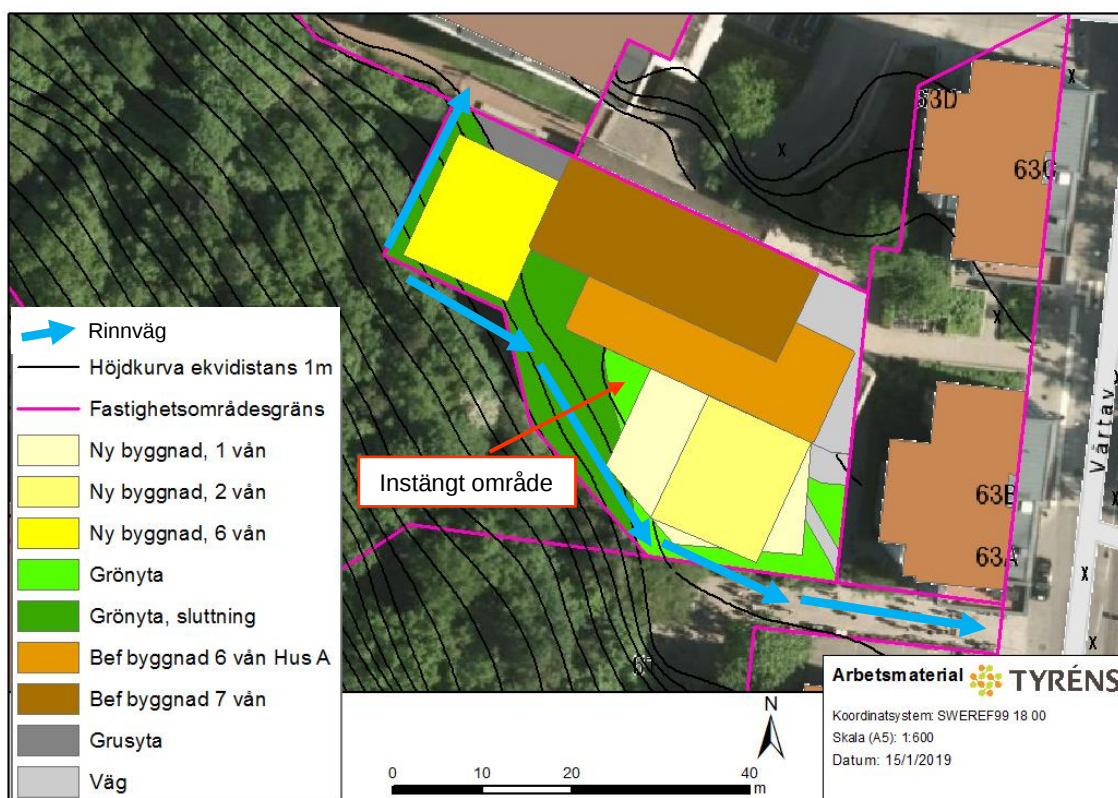 63D
63C
Rinnväg
Höjdkurva ekvidistans 1m
Fastighetsområdesgräns
Ny byggnad, 1 vån
Ny byggnad, 2 vån
Ny byggnad, 6 vån
Grönyta
Grönyta, sluttning
Bef byggnad 6 vån Hus A
Bef byggnad 7 vån
Grusyta
Väg
Instängt område
63B
63A
Värtav
Arbetsmaterial TYRÉNS
Koordinatsystem: SWEREF99 18 00
Skala (A5): 1:600
Datum: 15/1/2019
N
0 10 20 40
m